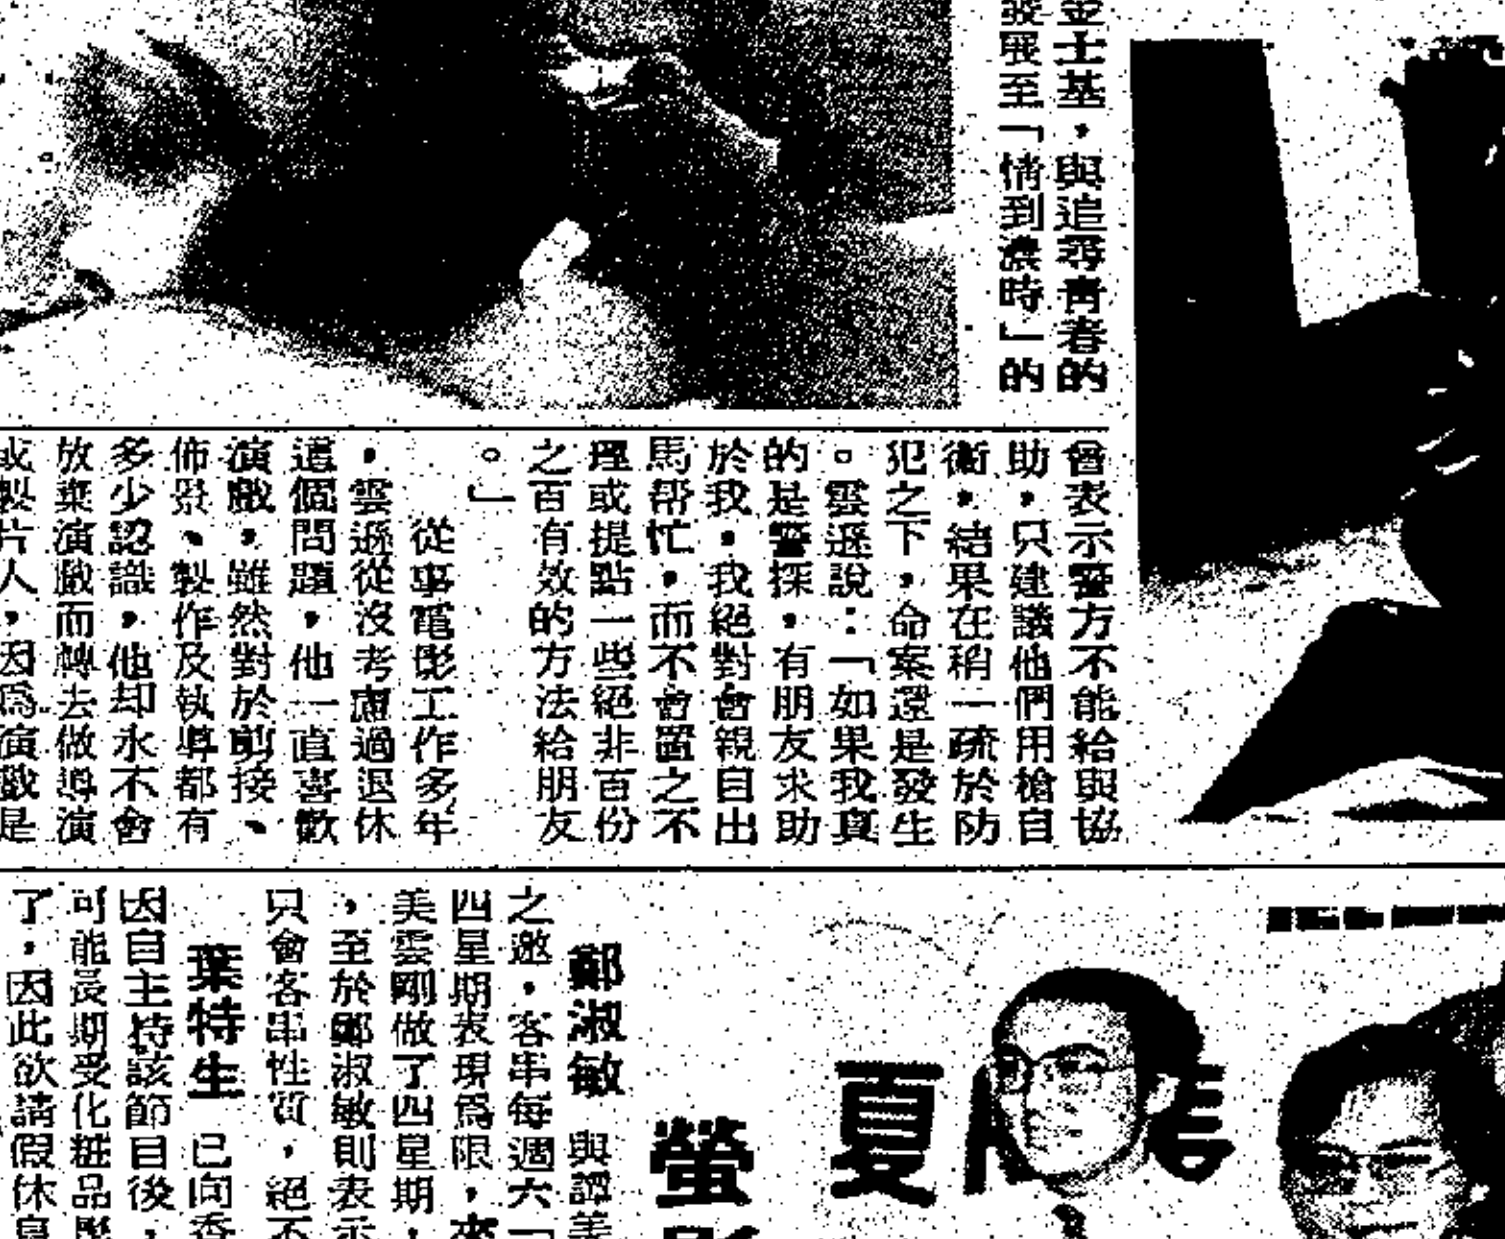 金士基，與追尋青春的
發展至「情到濃時」的
曾表示警方不能給與協
助，只建議他們用槍自
衞，結果在稍一疏於防
犯之下，命案還是發生
。雲遜說：「如果我真
的是警探，有朋友求助
於我，我絕對會親自出
馬帮忙，而不會置之不
理或提點一些絕非百份
之百有效的方法給朋友
。」
從事電影工作多年
，雲遜從沒考慮過退休
這個問題，他一直喜歡
演戲，雖然對於剪接、
佈景、製作及執導都有
多少認識，他却永不會
放棄演戲而轉去做導演
或製片人，因爲演戲是
夏
螢
鄭淑敏 與譚美
之邀，客串每週六「
四星期表現爲限，來
美雲剛做了四星期，
，至於鄭淑敏則表示
只會客串性質，絕不
葉特生 已向香
因自主持該節目後，
可能長期受化粧品影
了，因此欲請假休息